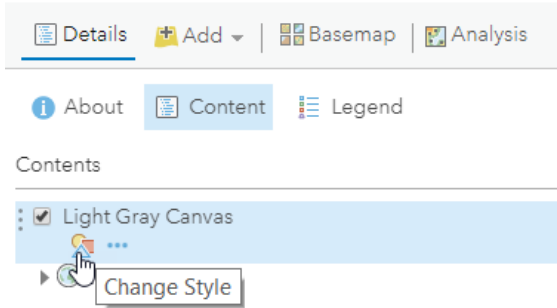 Details Add Basemap Analysis
About Content Legend
Contents
Light Gray Canvas
Change Style